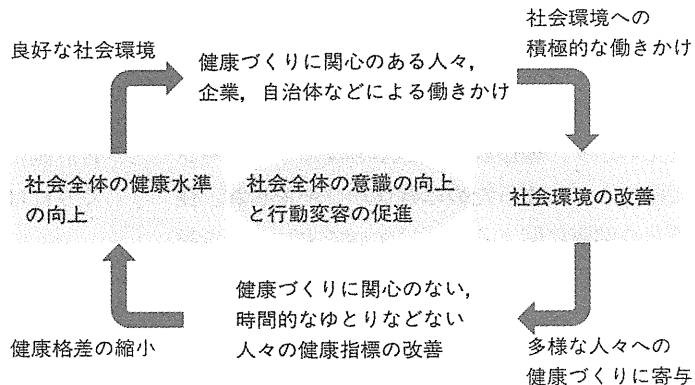 良好な社会環境
健康づくりに関心のある人々，
企業，自治体などによる働きかけ
社会環境への
積極的な働きかけ
社会全体の健康水準
の向上
社会全体の意識の向上
と行動変容の促進
社会環境の改善
健康格差の縮小
健康づくりに関心のない，
時間的なゆとりなどない
人々の健康指標の改善
多様な人々への
健康づくりに寄与